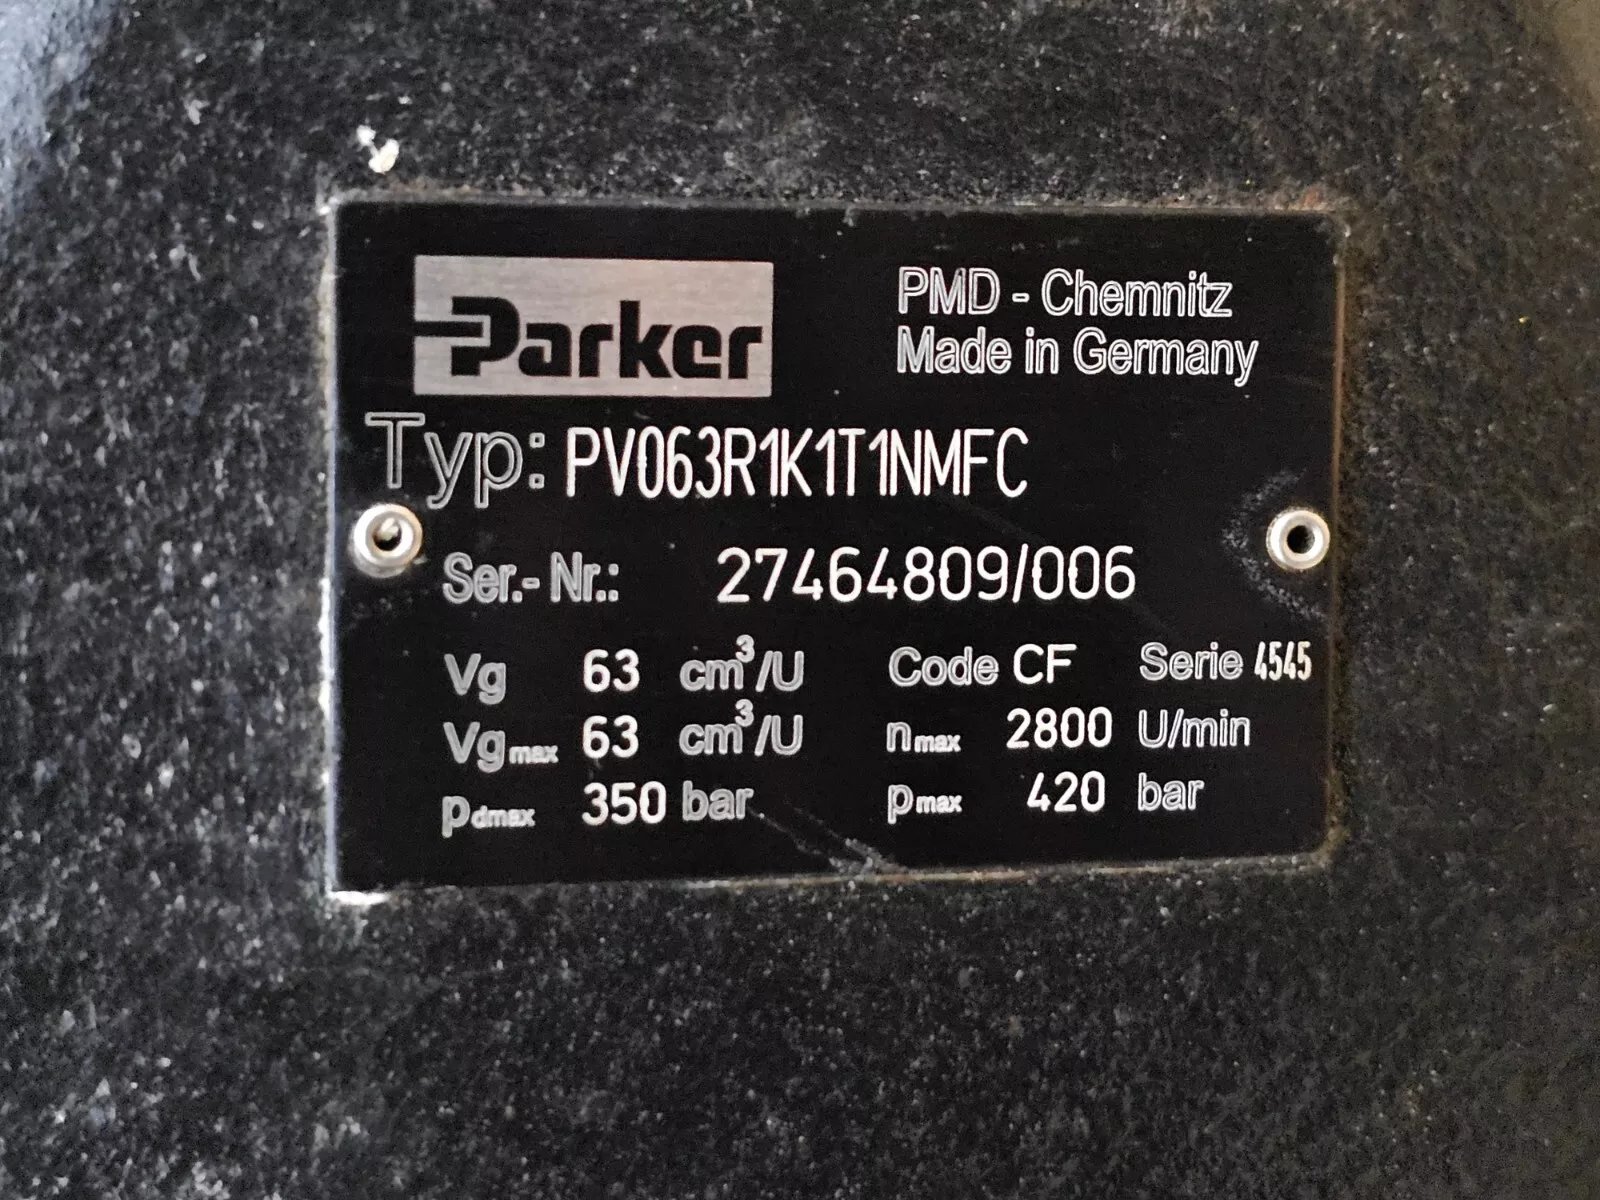 Parker
PMD - Chemnitz
Made in Germany
Typ: PV063R1K1T1NMFC
Ser.- Nr.: 27464809/006
Vg 63 cm³/U Code CF Serie 4545
Vgmax 63 cm³/U nmax 2800 U/min
pdmax 350 bar pmax 420 bar